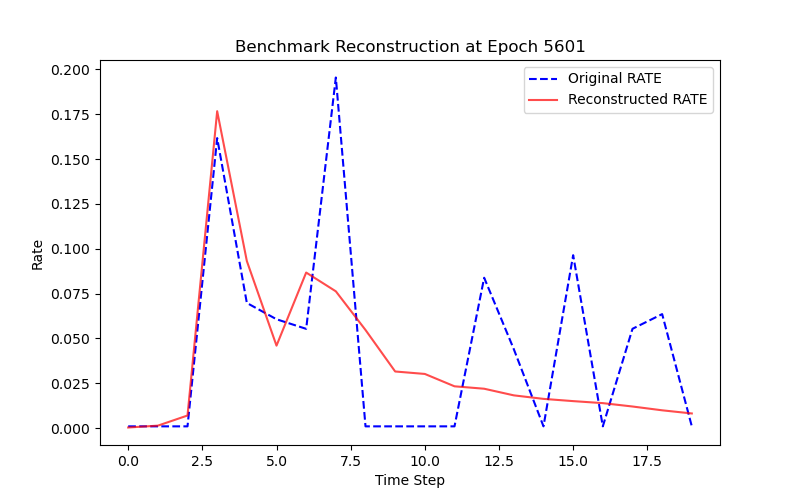 Benchmark Reconstruction at Epoch 5601
Original RATE
Reconstructed RATE
0.200
0.175
0.150
0.125
0.100
0.075
0.050
0.025
0.000
Rate
0.0 2.5 5.0 7.5 10.0 12.5 15.0 17.5
Time Step